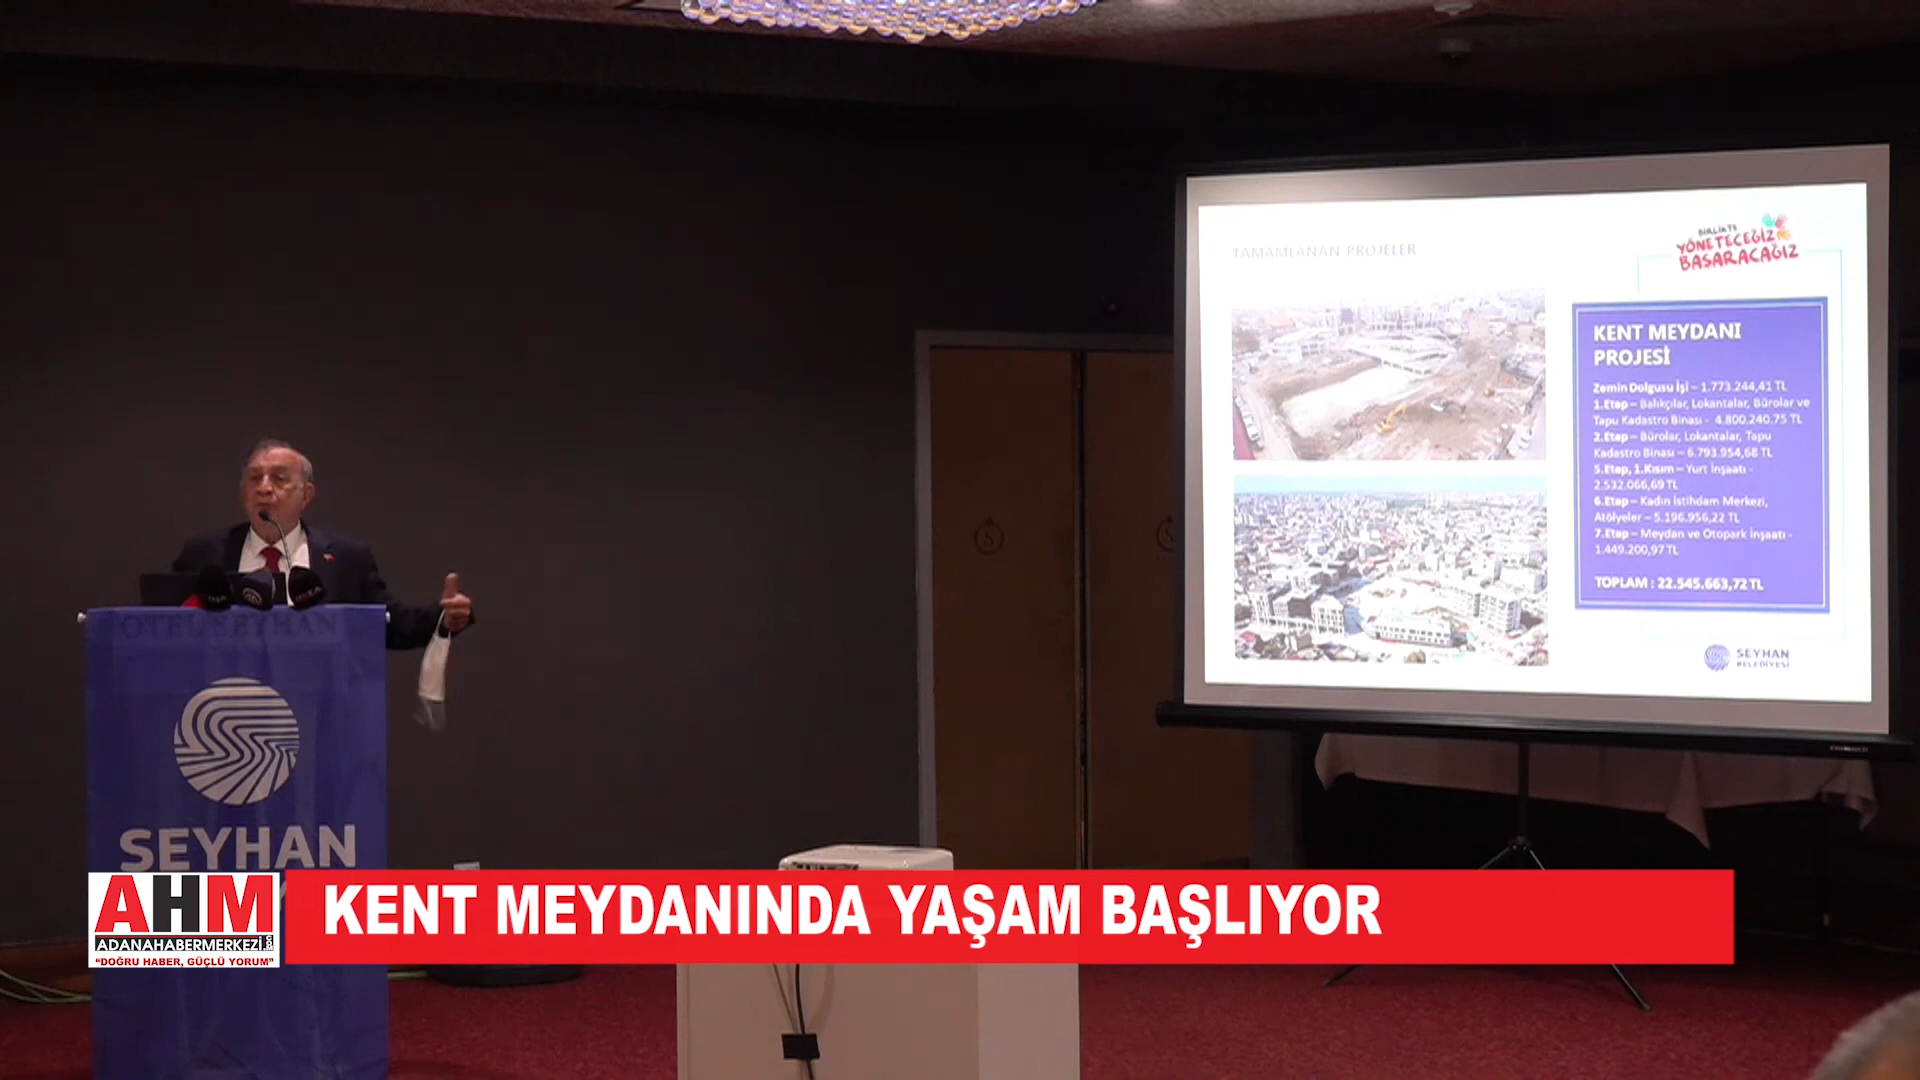 TAMAMLANAN PROJELER
BİRLİKTE
YÖNETECEĞİZ
BAŞARACAĞIZ
KENT MEYDANI
PROJESİ
Zemin Dolgusu İşi – 1.773.244,41 TL
1.Etap – Balıkçılar, Lokantalar, Bürolar ve
Tapu Kadastro Binası - 4.800.240.75 TL
2.Etap – Bürolar, Lokantalar, Tapu
Kadastro Binası – 6.793.954,68 TL
5.Etap, 1.Kısım – Yurt İnşaatı -
2.532.066,69 TL
6.Etap – Kadın İstihdam Merkezi,
Atölyeler – 5.196.956,22 TL
7.Etap – Meydan ve Otopark İnşaatı -
1.449.200,97 TL
TOPLAM : 22.545.663,72 TL
SEYHAN
BELEDİYESİ
OTEL SEYHAN
SEYHAN
AHM
ADANAHABERMERKEZİ
"DOĞRU HABER, GÜÇLÜ YORUM"
KENT MEYDANINDA YAŞAM BAŞLIYOR